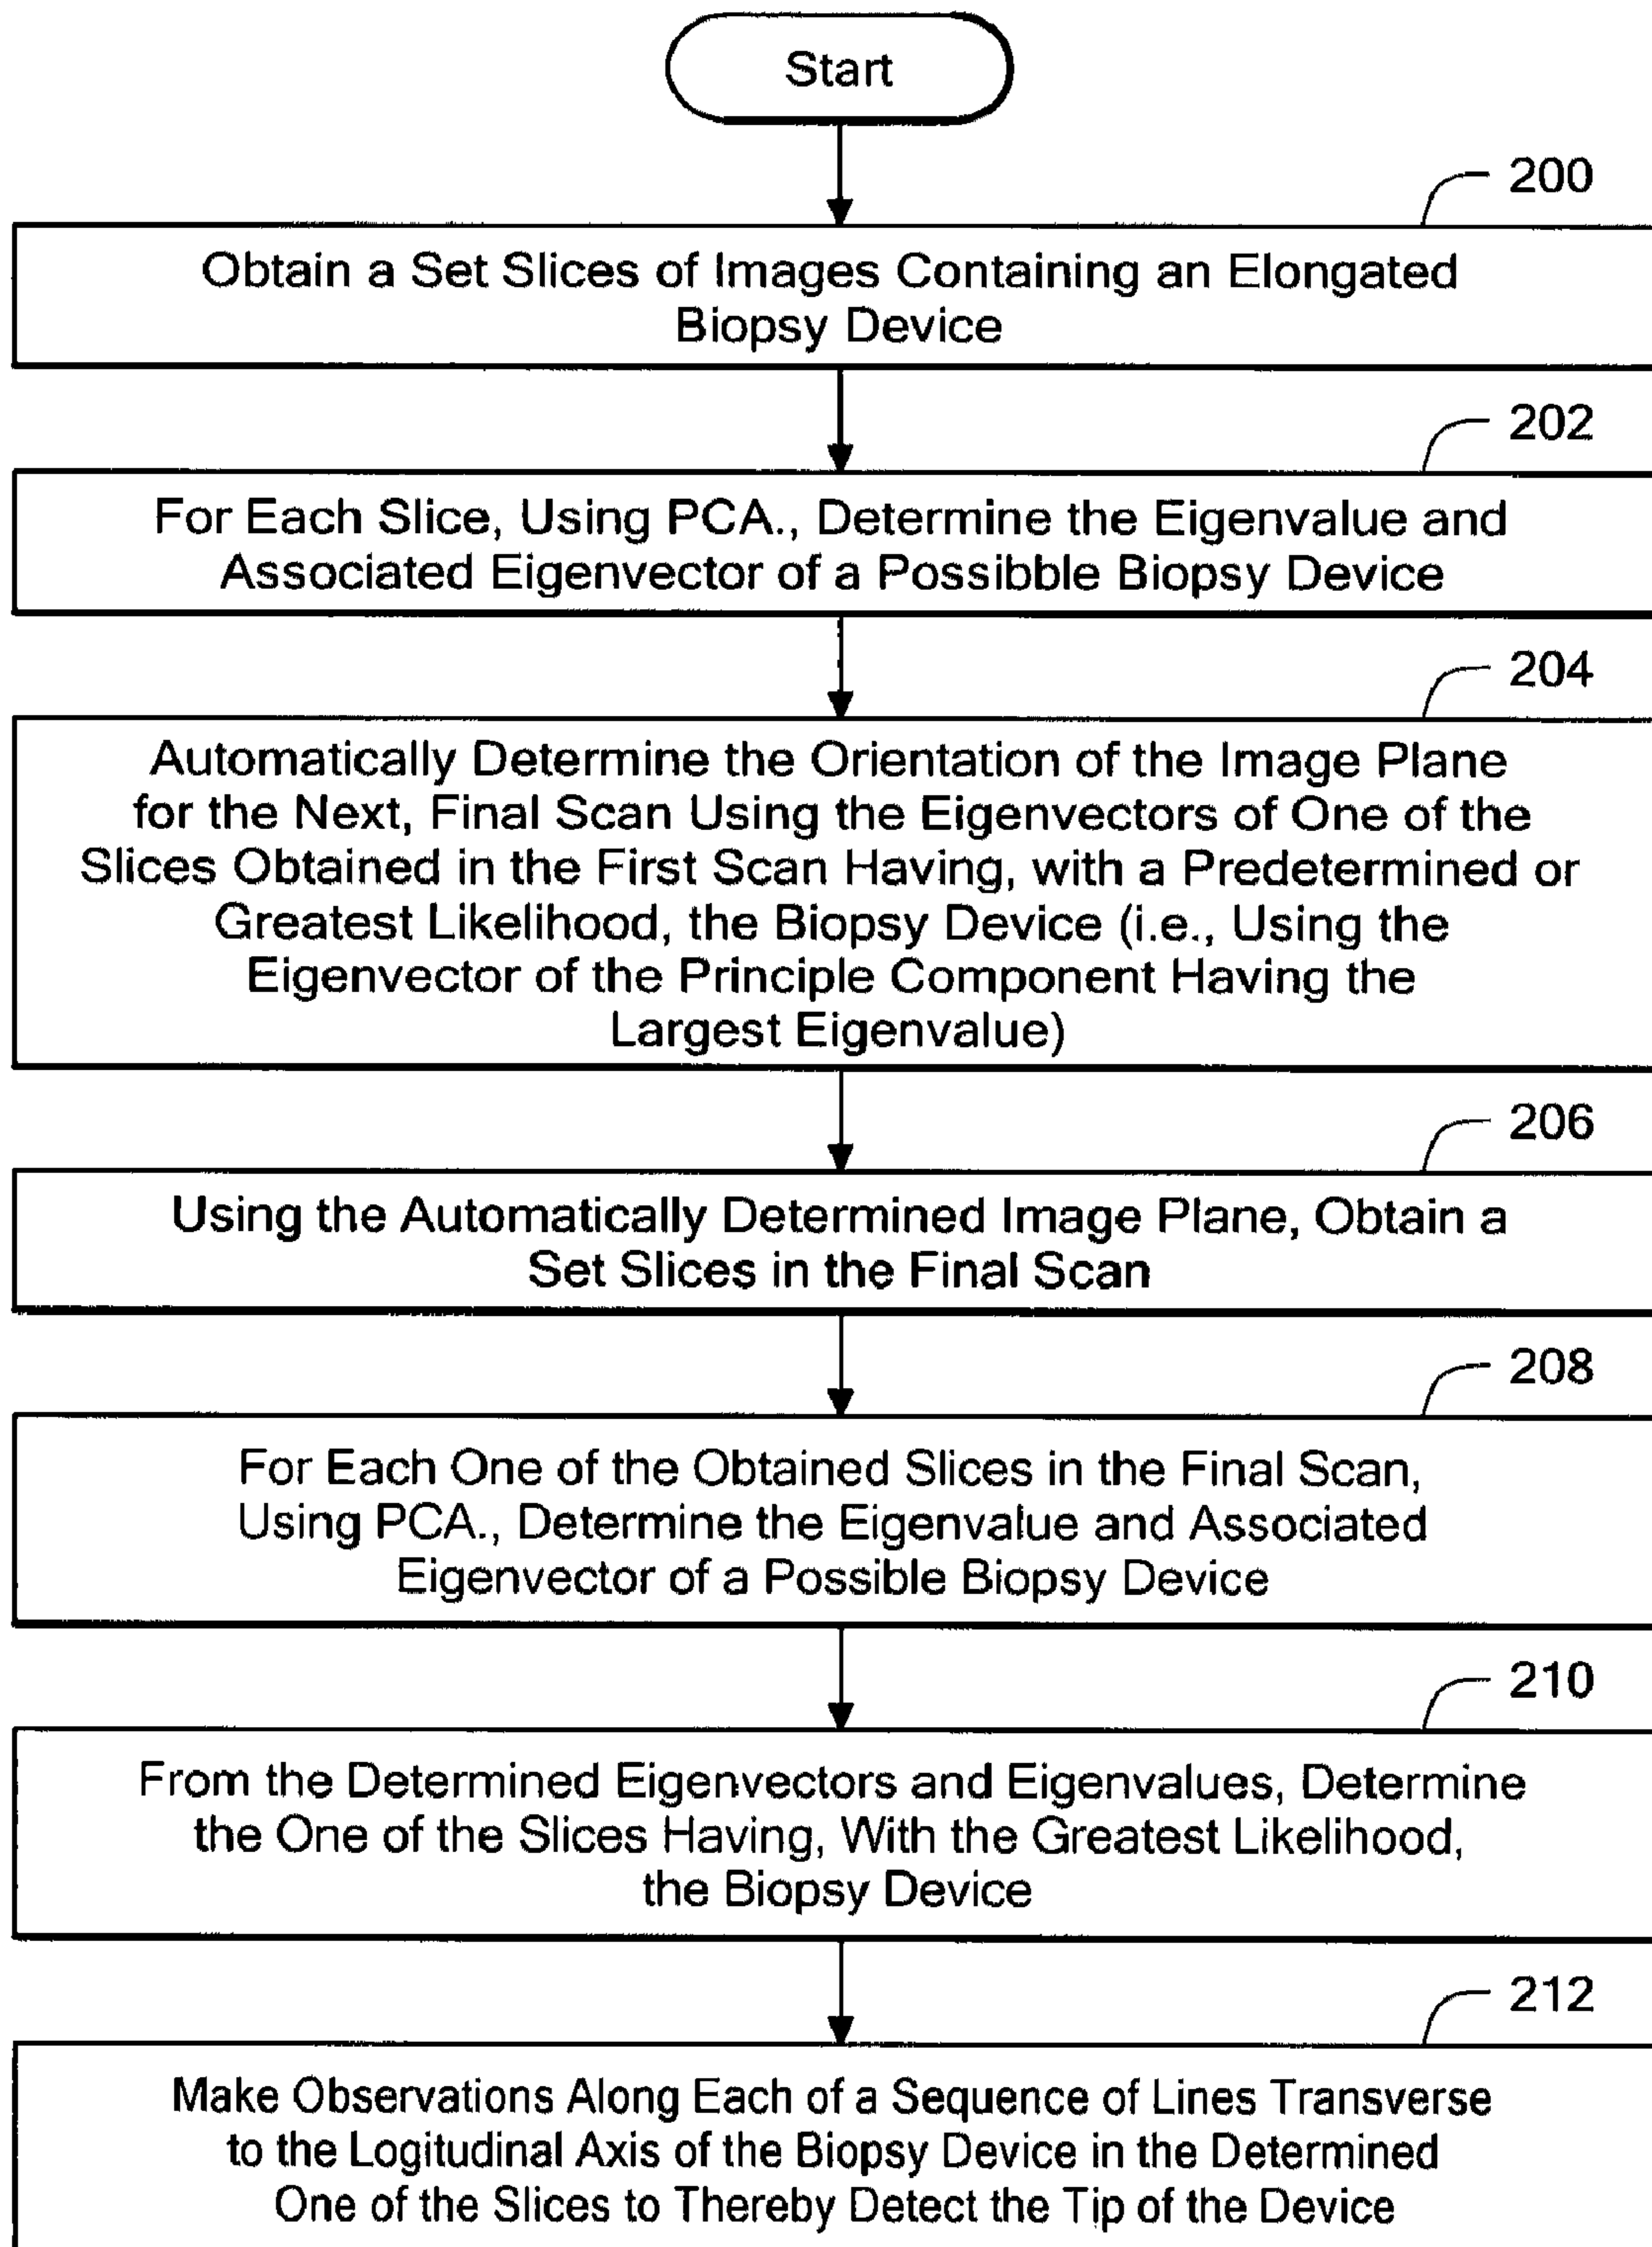 Start
200
Obtain a Set Slices of Images Containing an Elongated
Biopsy Device
202
For Each Slice, Using PCA., Determine the Eigenvalue and
Associated Eigenvector of a Possibble Biopsy Device
204
Automatically Determine the Orientation of the Image Plane
for the Next, Final Scan Using the Eigenvectors of One of the
Slices Obtained in the First Scan Having, with a Predetermined or
Greatest Likelihood, the Biopsy Device (i.e., Using the
Eigenvector of the Principle Component Having the
Largest Eigenvalue)
206
Using the Automatically Determined Image Plane, Obtain a
Set Slices in the Final Scan
208
For Each One of the Obtained Slices in the Final Scan,
Using PCA., Determine the Eigenvalue and Associated
Eigenvector of a Possible Biopsy Device
210
From the Determined Eigenvectors and Eigenvalues, Determine
the One of the Slices Having, With the Greatest Likelihood,
the Biopsy Device
212
Make Observations Along Each of a Sequence of Lines Transverse
to the Logitudinal Axis of the Biopsy Device in the Determined
One of the Slices to Thereby Detect the Tip of the Device